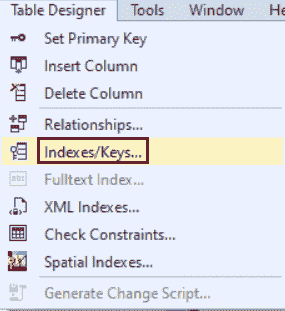 Table Designer Tools Window He
Set Primary Key
Insert Column
Delete Column
Relationships...
Indexes/Keys...
Fulltext Index...
XML Indexes...
Check Constraints...
Spatial Indexes...
Generate Change Script...